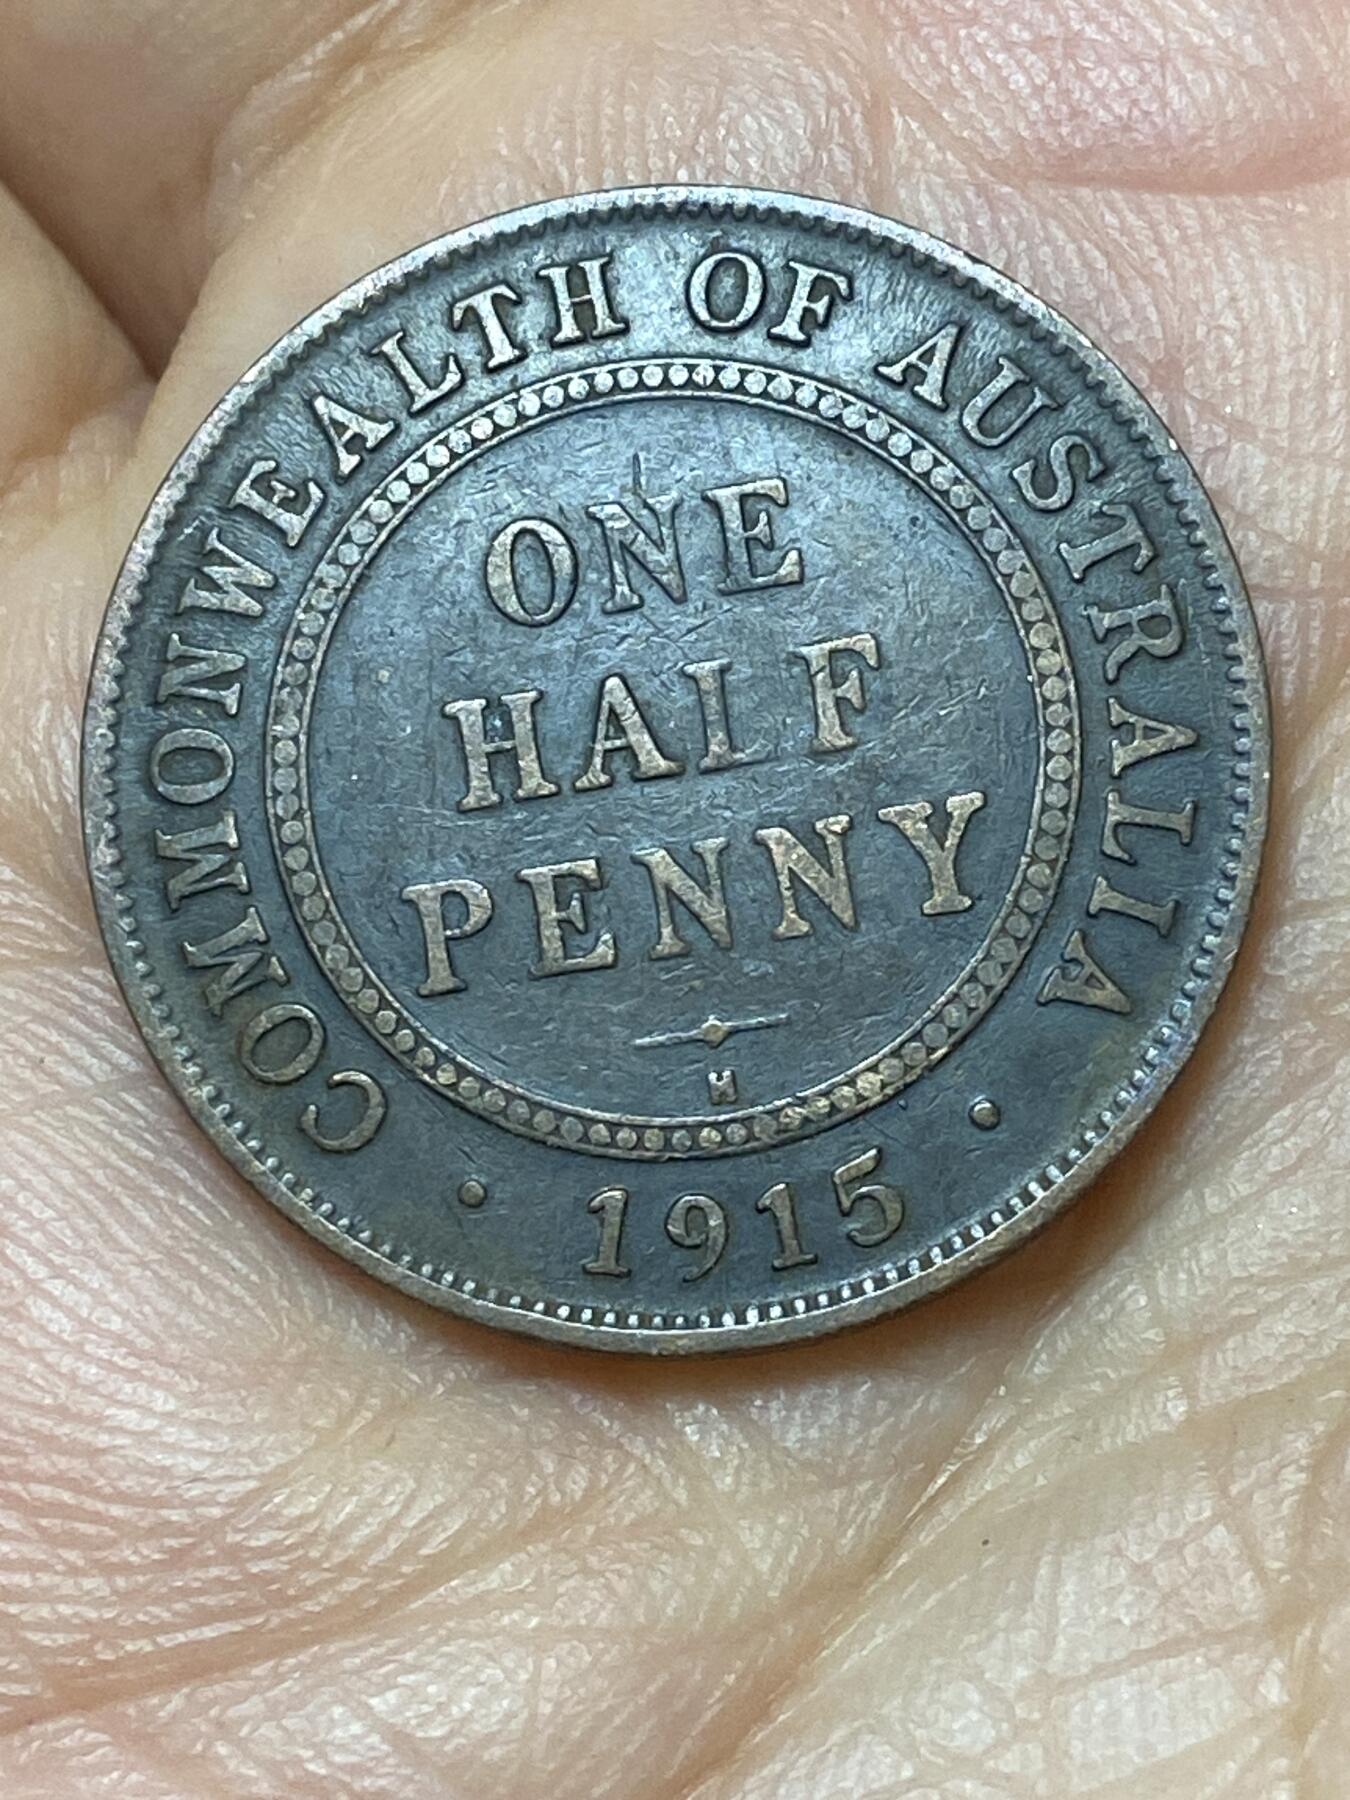 COMMONWEALTH OF AUSTRALIA
ONE
HALF
PENNY
H
· 1915 ·